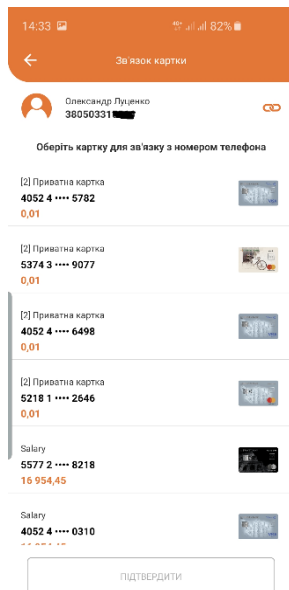 14:33 82%
Зв'язок картки
Олександр Луценко
38050331
Оберіть картку для зв'язку з номером телефона
[2] Приватна картка
4052 4 •••• 5782
0,01
[2] Приватна картка
5374 3 •••• 9077
0,01
[2] Приватна картка
4052 4 •••• 6498
0,01
[2] Приватна картка
5218 1 •••• 2646
0,01
Salary
5577 2 •••• 8218
16 954,45
Salary
4052 4 •••• 0310
ПІДТВЕРДИТИ